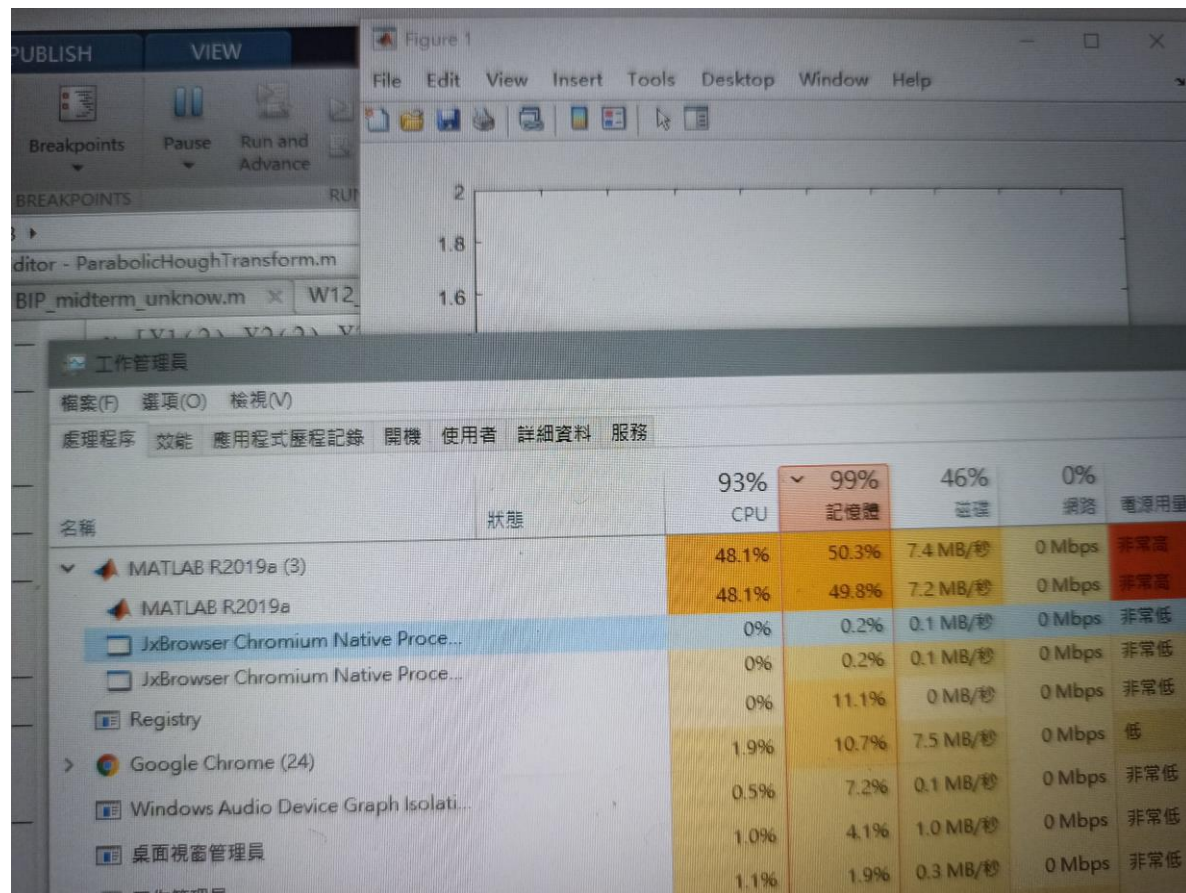 PUBLISH VIEW
Breakpoints Pause Run and Advance
BREAKPOINTS
Editor - ParabolicHoughTransform.m
BIP_midterm_unknow.m W12_
Figure 1
File Edit View Insert Tools Desktop Window Help
2
1.8
1.6
工作管理員
檔案(F) 選項(O) 檢視(V)
處理程序 效能 應用程式歷程記錄 開機 使用者 詳細資料 服務
93% 99% 46% 0%
名稱 狀態 CPU 記憶體 磁碟 網路 電源用量
MATLAB R2019a (3) 48.1% 50.3% 7.4 MB/秒 0 Mbps 非常高
MATLAB R2019a 48.1% 49.8% 7.2 MB/秒 0 Mbps 非常高
JxBrowser Chromium Native Proce... 0% 0.2% 0.1 MB/秒 0 Mbps 非常低
JxBrowser Chromium Native Proce... 0% 0.2% 0.1 MB/秒 0 Mbps 非常低
Registry 0% 11.1% 0 MB/秒 0 Mbps 非常低
Google Chrome (24) 1.9% 10.7% 7.5 MB/秒 0 Mbps 低
Windows Audio Device Graph Isolati... 0.5% 7.2% 0.1 MB/秒 0 Mbps 非常低
桌面視窗管理員 1.0% 4.1% 1.0 MB/秒 0 Mbps 非常低
工作管理員 1.1% 1.9% 0.3 MB/秒 0 Mbps 非常低